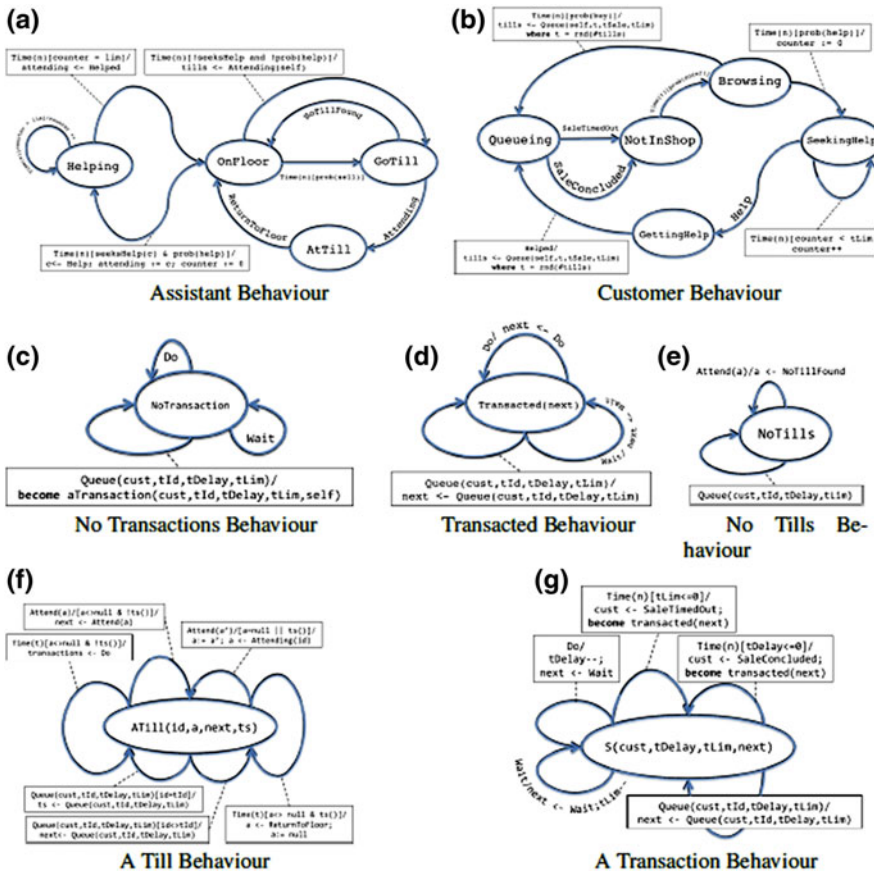 (a)
Time(n)[counter = lim]/
attending <- Helped
Time(n)[!seeksHelp and !prob(help)]/
tills <- Attending(self)
NoTillFound
Helping
OnFloor
GoTill
Time(n)[prob(sell)]
ReturnToFloor
Attending
AtTill
Time(n)[seeksHelp(c) & prob(help)]/
c<- Help; attending := c; counter := 0
Assistant Behaviour
(b)
Time(n)[prob(buy)]/
tills <- Queue(self,t,tSale,tLim)
where t = rnd(#tills)
Time(n)[prob(help)]/
counter := 0
Browsing
Queueing
SaleTimedOut
NotInShop
SeekingHelp
SaleConcluded
Help
GettingHelp
Helped/
tills <- Queue(self,t,tSale,tLim)
where t = rnd(#tills)
Time(n)[counter < tLim]/
counter++
Customer Behaviour
(c)
Do
NoTransaction
Wait
Queue(cust,tId,tDelay,tLim)/
become aTransaction(cust,tId,tDelay,tLim,self)
No Transactions Behaviour
(d)
Do/ next <- Do
Transacted(next)
Wait/ next <- Wait
Queue(cust,tId,tDelay,tLim)/
next <- Queue(cust,tId,tDelay,tLim)
Transacted Behaviour
(e)
Attend(a)/a <- NoTillFound
NoTills
Queue(cust,tId,tDelay,tLim)
No Tills Be-
haviour
(f)
Attend(a)/[a<>null & !ts()]/
next <- Attend(a)
Time(t)[a<>null & !ts()]/
transactions <- Do
Attend(a')/[a=null || ts()]/
a:= a'; a <- Attending(id)
ATill(id,a,next,ts)
Queue(cust,tId,tDelay,tLim)[id=tId]/
ts <- Queue(cust,tId,tDelay,tLim)
Queue(cust,tId,tDelay,tLim)[id<>tId]/
next<- Queue(cust,tId,tDelay,tLim)
Time(t)[a<> null & ts()]/
a <- ReturnToFloor;
a:= null
A Till Behaviour
(g)
Time(n)[tLim<=0]/
cust <- SaleTimedOut;
become transacted(next)
Do/
tDelay--;
next <- Wait
Time(n)[tDelay<=0]/
cust <- SaleConcluded;
become transacted(next)
S(cust,tDelay,tLim,next)
Wait/next <- Wait;tLim--
Queue(cust,tId,tDelay,tLim)/
next <- Queue(cust,tId,tDelay,tLim)
A Transaction Behaviour